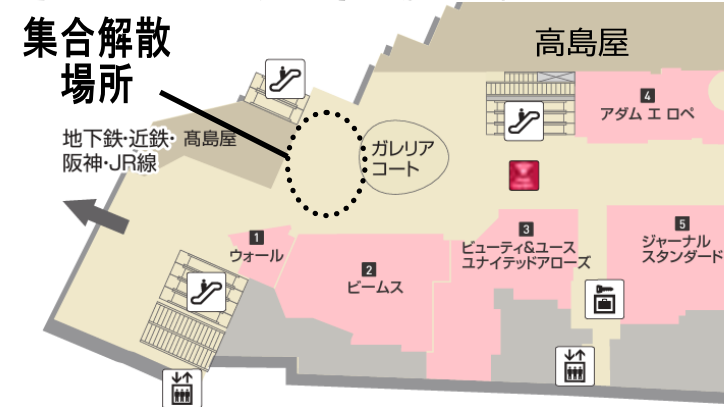 集合解散
場所
高島屋
4
アダム エ ロペ
地下鉄・近鉄・
阪神・JR線
髙島屋
ガレリア
コート
1
ウォール
2
ビームス
3
ビューティ&ユース
ユナイテッドアローズ
5
ジャーナル
スタンダード